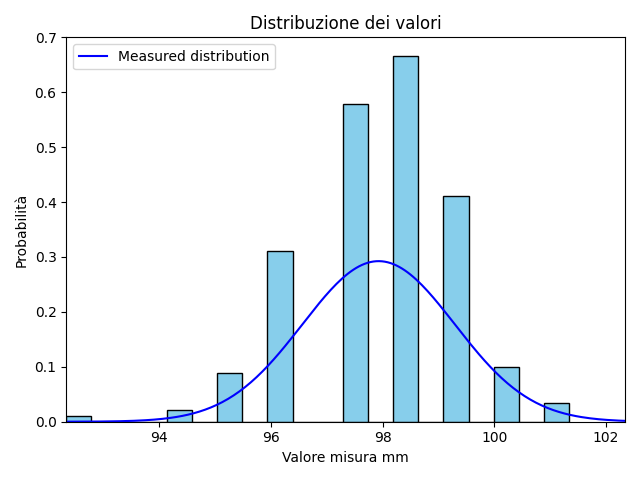 Distribuzione dei valori
Measured distribution
0.7
0.6
0.5
0.4
0.3
0.2
0.1
0.0
Probabilità
94 96 98 100 102
Valore misura mm